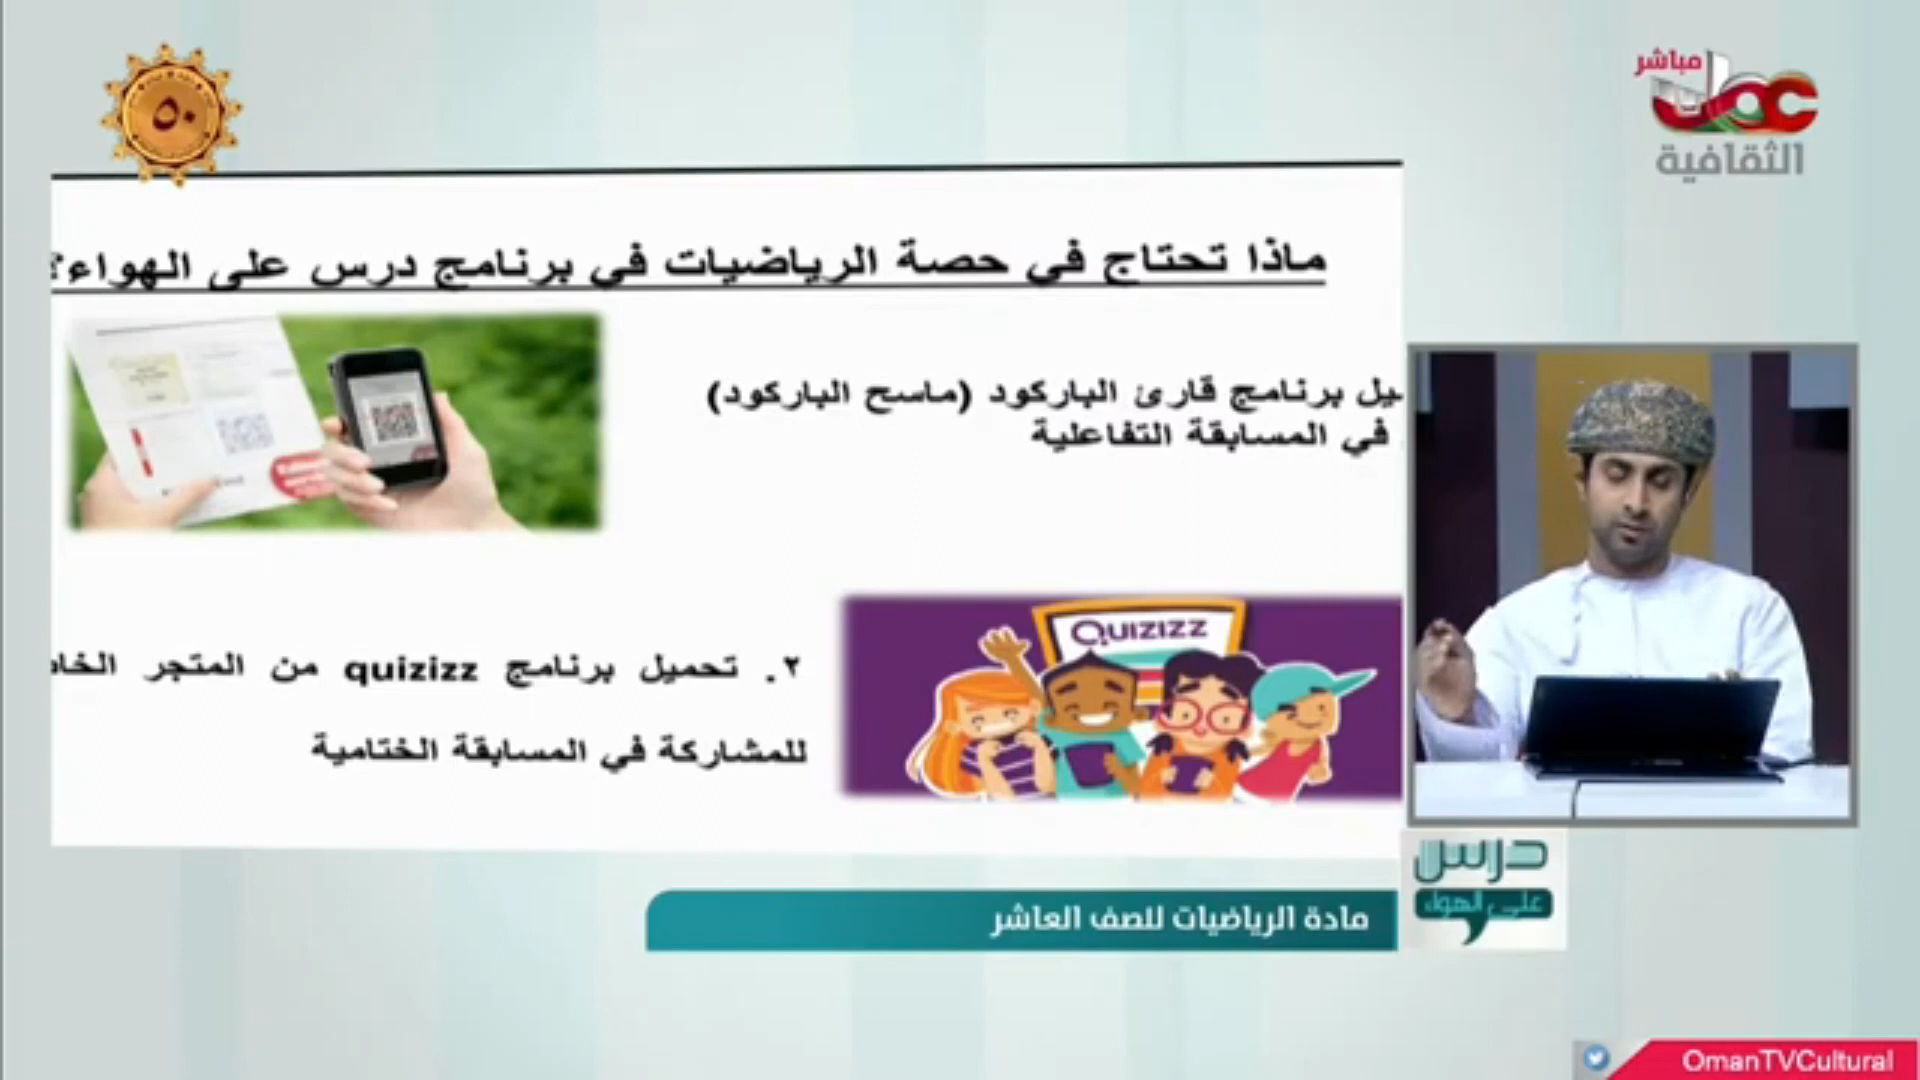 ٥٠
مباشر
عمان
الثقافية
ماذا تحتاج في حصة الرياضيات في برنامج درس على الهواء؟
برنامج قارئ الباركود (ماسح الباركود)
في المسابقة التفاعلية
QUIZIZZ
٢. تحميل برنامج quizizz من المتجر
للمشاركة في المسابقة الختامية
درس
على الهواء
مادة الرياضيات للصف العاشر
OmanTVCultural